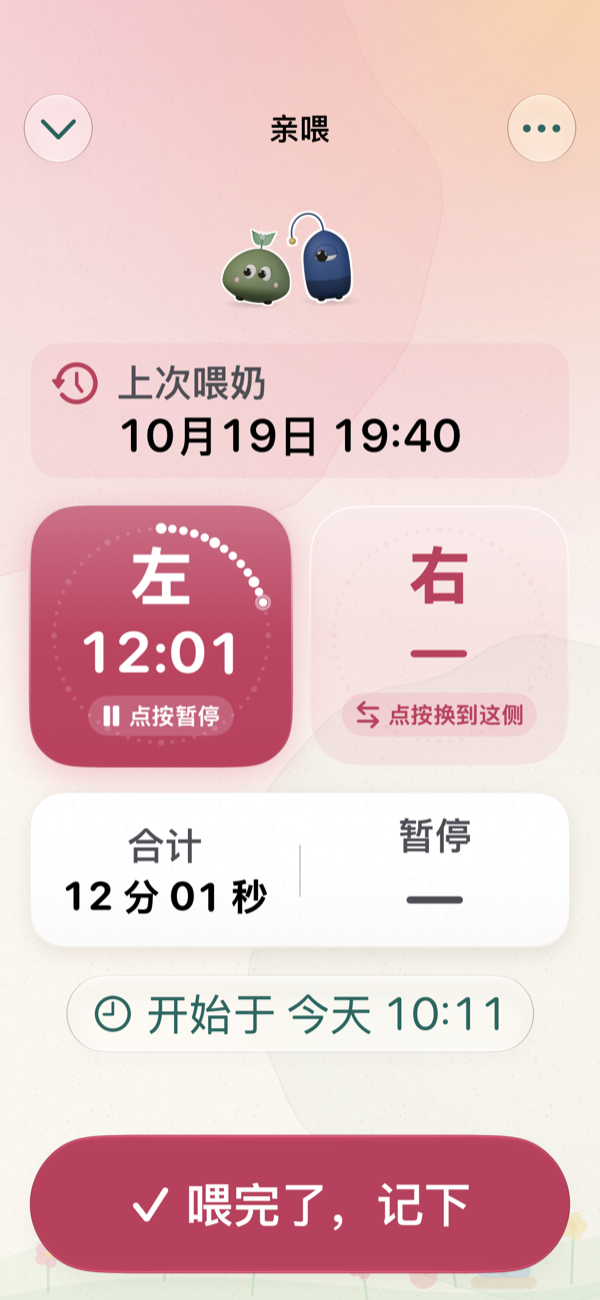 亲喂
上次喂奶
10月19日 19:40
左
12:01
点按暂停
右
—
点按换到这侧
合计
12 分 01 秒
暂停
—
开始于 今天 10:11
喂完了，记下